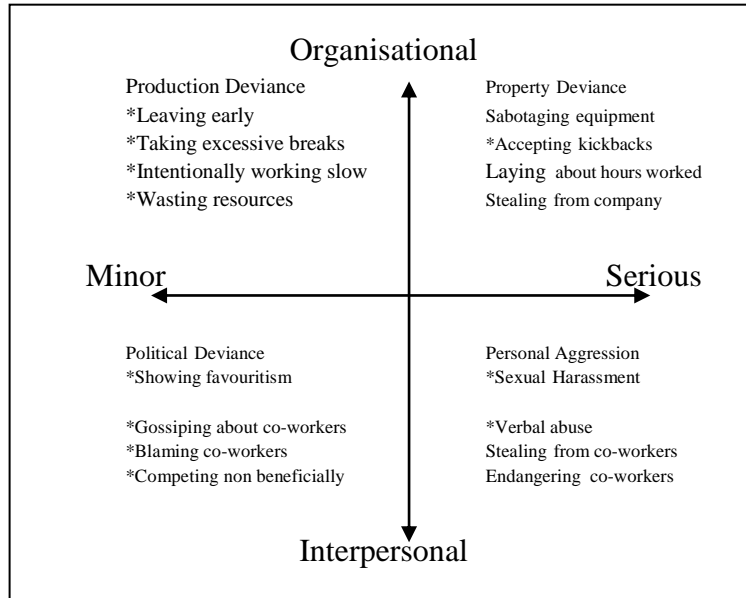 Organisational
Production Deviance
*Leaving early
*Taking excessive breaks
*Intentionally working slow
*Wasting resources
Property Deviance
Sabotaging equipment
*Accepting kickbacks
Laying about hours worked
Stealing from company
Minor
Serious
Political Deviance
*Showing favouritism
*Gossiping about co-workers
*Blaming co-workers
*Competing non beneficially
Personal Aggression
*Sexual Harassment
*Verbal abuse
Stealing from co-workers
Endangering co-workers
Interpersonal